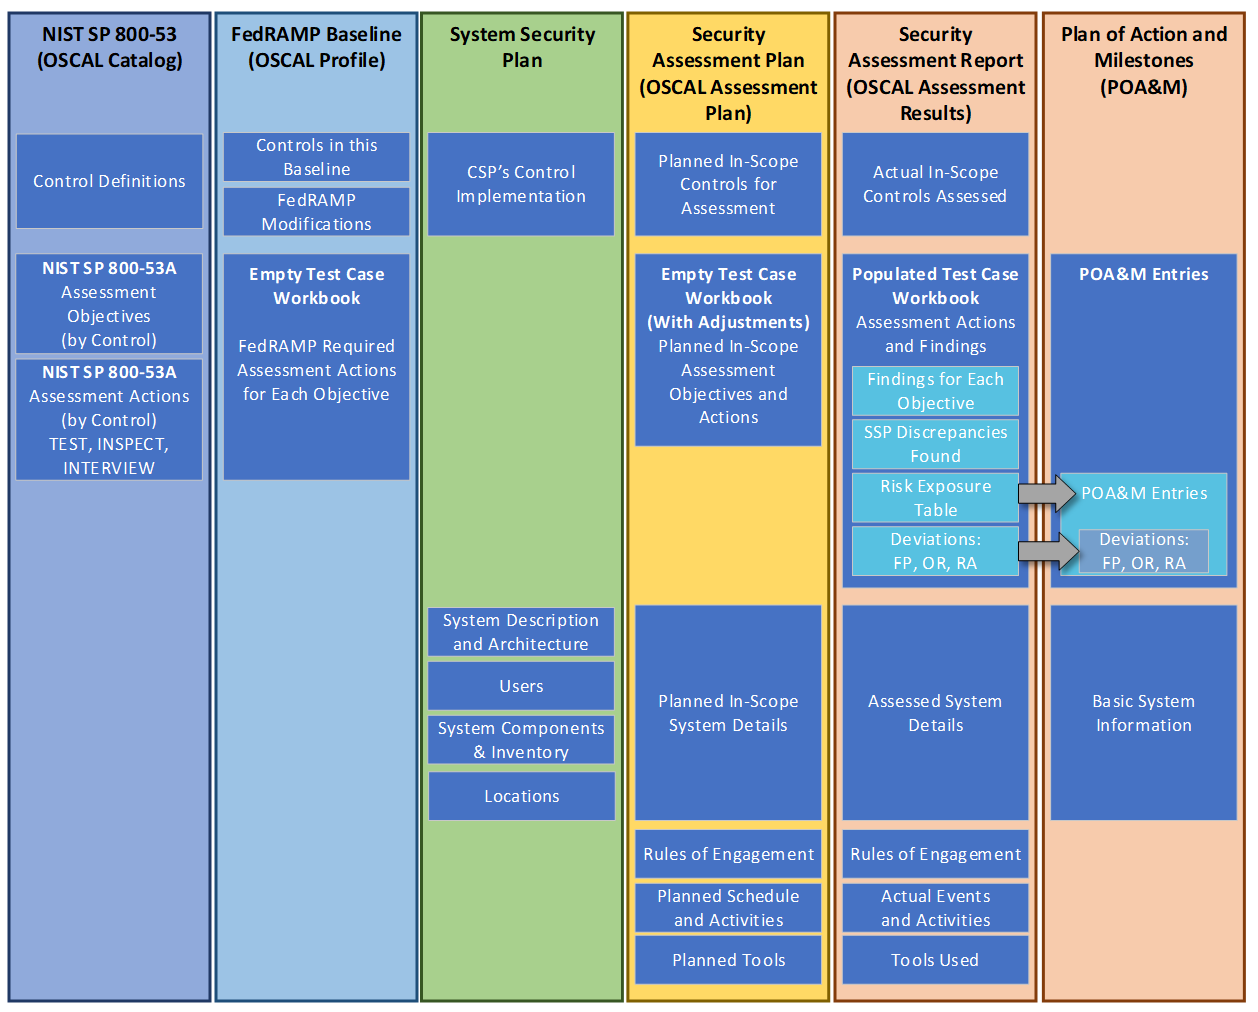 NIST SP 800-53
(OSCAL Catalog)
Control Definitions
NIST SP 800-53A
Assessment
Objectives
(by Control)
NIST SP 800-53A
Assessment Actions
(by Control)
TEST, INSPECT,
INTERVIEW
FedRAMP Baseline
(OSCAL Profile)
Controls in this
Baseline
FedRAMP
Modifications
Empty Test Case
Workbook
FedRAMP Required
Assessment Actions
for Each Objective
System Security
Plan
CSP's Control
Implementation
System Description
and Architecture
Users
System Components
& Inventory
Locations
Security
Assessment Plan
(OSCAL Assessment
Plan)
Planned In-Scope
Controls for
Assessment
Empty Test Case
Workbook
(With Adjustments)
Planned In-Scope
Assessment
Objectives and
Actions
Planned In-Scope
System Details
Rules of Engagement
Planned Schedule
and Activities
Planned Tools
Security
Assessment Report
(OSCAL Assessment
Results)
Actual In-Scope
Controls Assessed
Populated Test Case
Workbook
Assessment Actions
and Findings
Findings for Each
Objective
SSP Discrepancies
Found
Risk Exposure
Table
Deviations:
FP, OR, RA
Assessed System
Details
Rules of Engagement
Actual Events
and Activities
Tools Used
Plan of Action and
Milestones
(POA&M)
POA&M Entries
POA&M Entries
Deviations:
FP, OR, RA
Basic System
Information